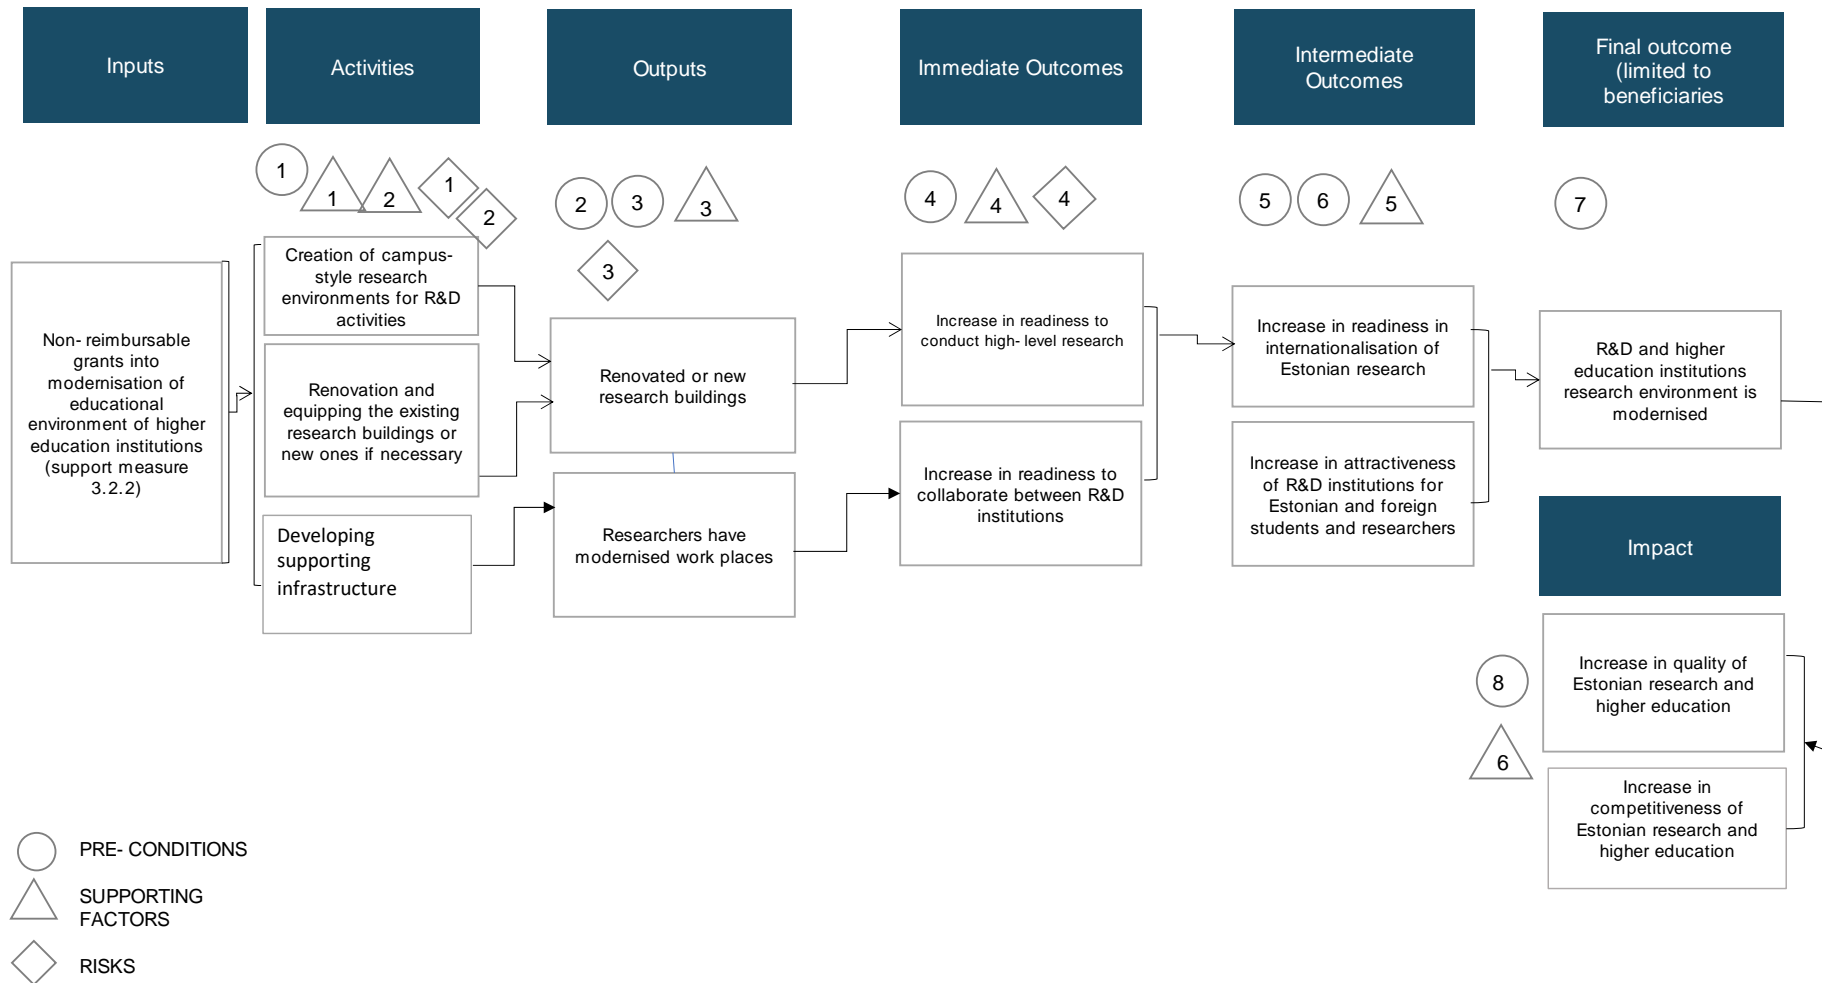 Inputs
Activities
Outputs
Immediate Outcomes
Intermediate
Outcomes
Final outcome
(limited to
beneficiaries
1
1
2
1
2
2
3
3
3
4
4
4
5
6
5
7
Non- reimbursable
grants into
modernisation of
educational
environment of higher
education institutions
(support measure
3.2.2)
Creation of campus-
style research
environments for R&D
activities
Renovation and
equipping the existing
research buildings or
new ones if necessary
Developing
supporting
infrastructure
Renovated or new
research buildings
Researchers have
modernised work places
Increase in readiness to
conduct high- level research
Increase in readiness to
collaborate between R&D
institutions
Increase in readiness in
internationalisation of
Estonian research
Increase in attractiveness
of R&D institutions for
Estonian and foreign
students and researchers
R&D and higher
education institutions
research environment is
modernised
Impact
8
6
Increase in quality of
Estonian research and
higher education
Increase in
competitiveness of
Estonian research and
higher education
PRE- CONDITIONS
SUPPORTING
FACTORS
RISKS